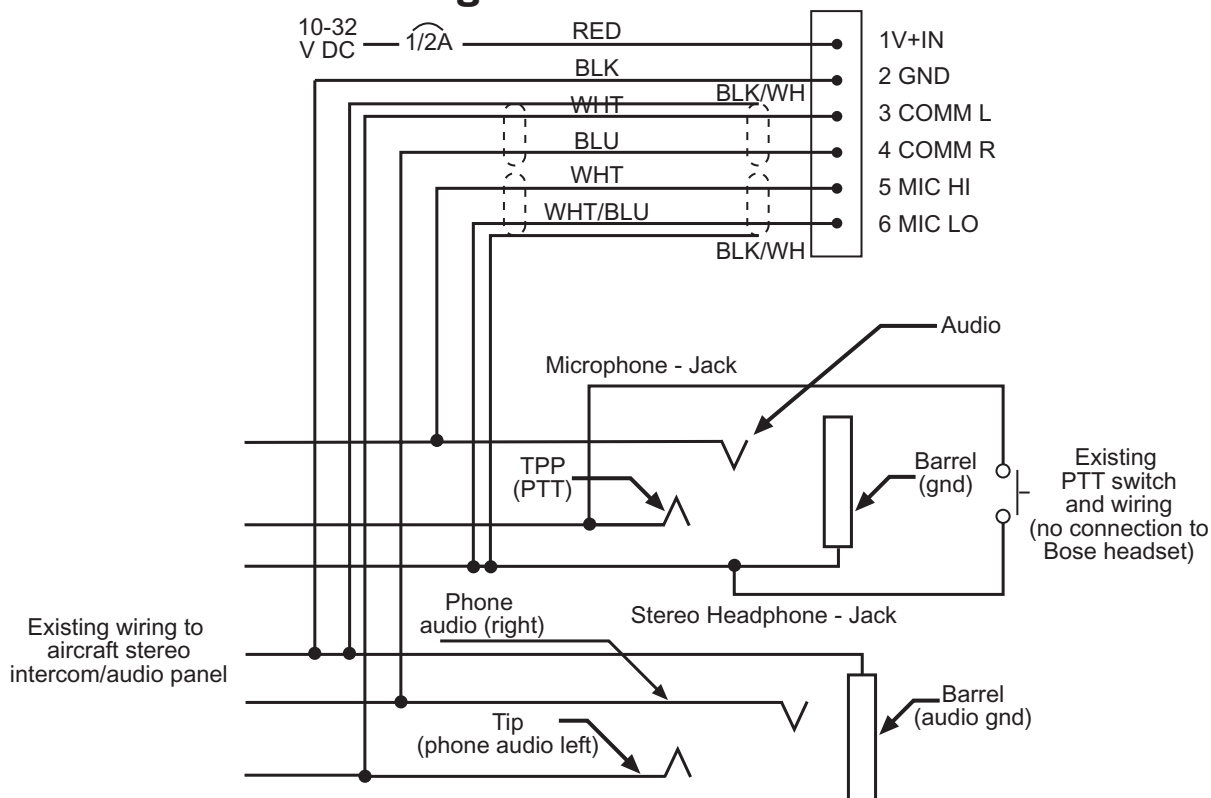 10-32
V DC
1/2A
RED
1V+IN
BLK
2 GND
BLK/WH
WHT
3 COMM L
BLU
4 COMM R
WHT
5 MIC HI
WHT/BLU
6 MIC LO
BLK/WH
Audio
Microphone - Jack
TPP
(PTT)
Barrel
(gnd)
Existing
PTT switch
and wiring
(no connection to
Bose headset)
Phone
audio (right)
Stereo Headphone - Jack
Existing wiring to
aircraft stereo
intercom/audio panel
Tip
(phone audio left)
Barrel
(audio gnd)